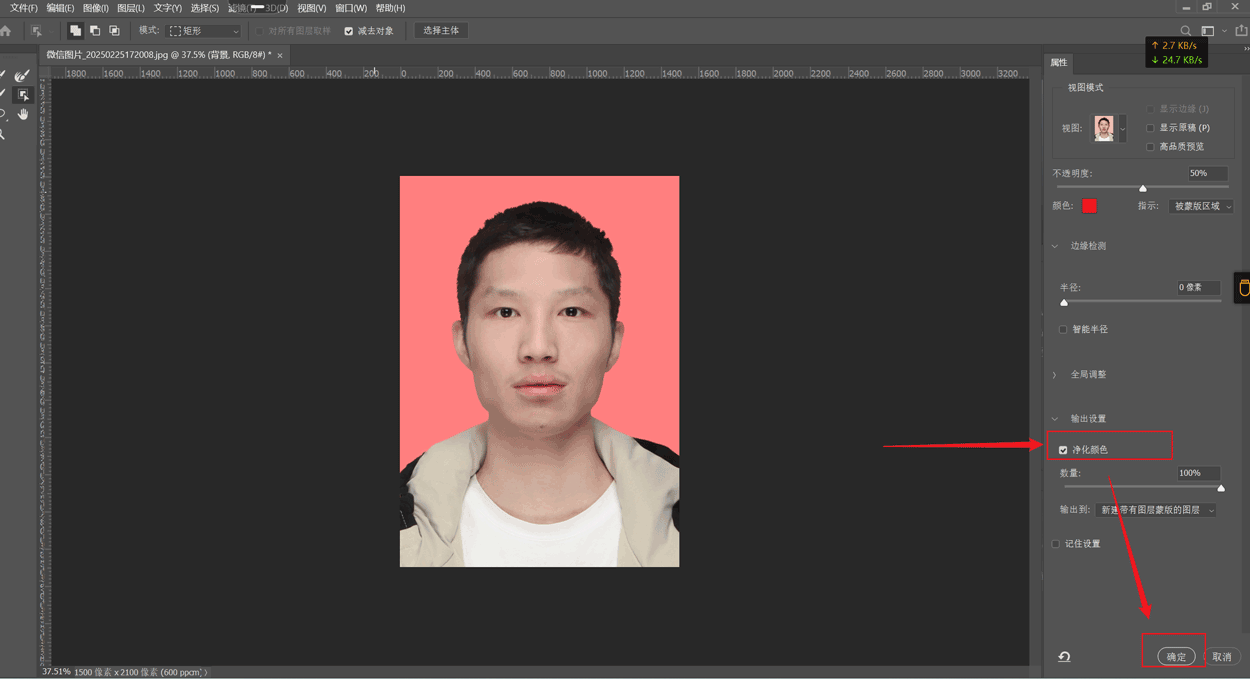 文件(F) 编辑(E) 图像(I) 图层(L) 文字(Y) 选择(S) 3D(D) 视图(V) 窗口(W) 帮助(H)
模式: 矩形 对所有图层取样 减去对象 选择主体
↑ 2.7 KB/s
↓ 24.7 KB/s
微信图片_20250225172008.jpg @ 37.5% (背景, RGB/8#) * ×
1800 1600 1400 1200 1000 800 600 400 200 0 200 400 600 800 1000 1200 1400 1600 1800 2000 2200 2400 2600 2800 3000 3200
属性
视图模式
视图:
显示边缘 (J)
显示原稿 (P)
高品质预览
不透明度: 50%
颜色: 指示: 被蒙版区域
边缘检测
半径: 0 像素
智能半径
全局调整
输出设置
净化颜色
数量: 100%
输出到: 新建带有图层蒙版的图层
记住设置
确定 取消
37.51% 1500 像素 x 2100 像素 (600 ppcm)